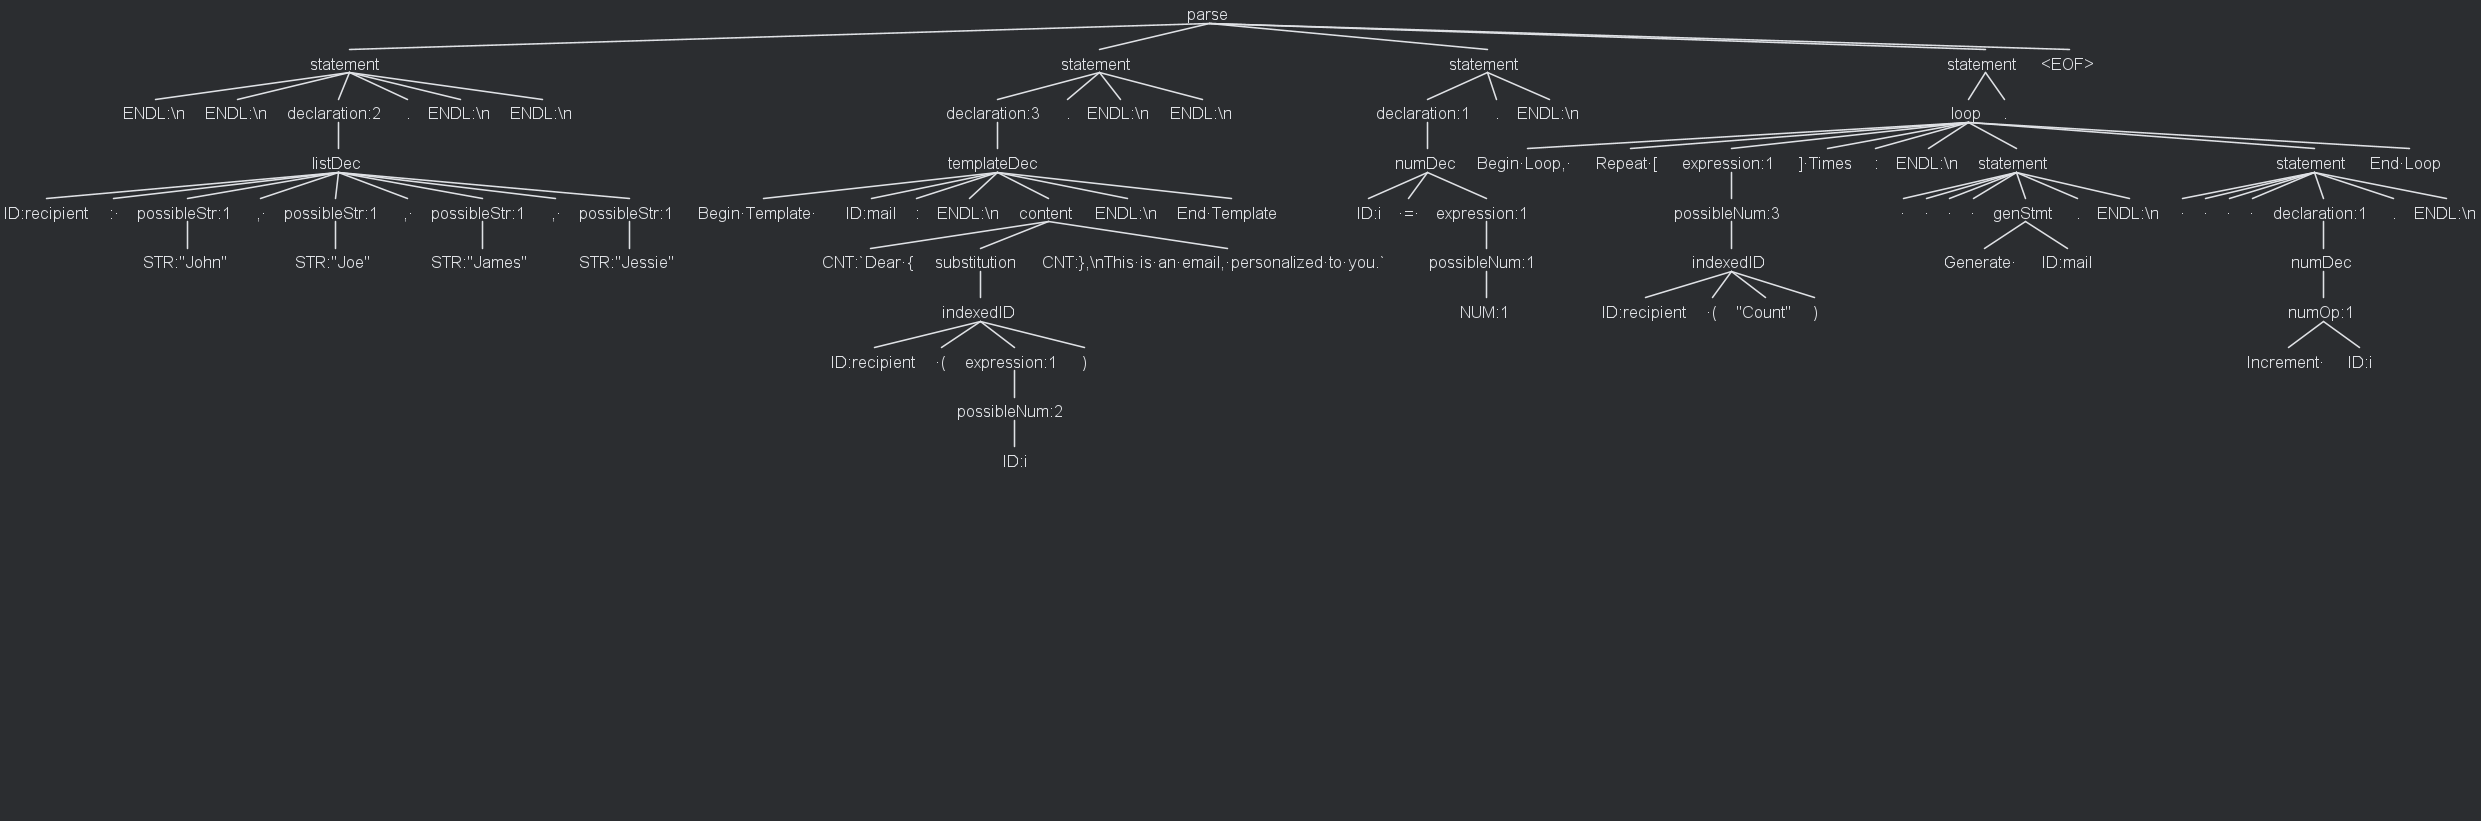 parse
statement statement statement statement <EOF>
ENDL:\n ENDL:\n declaration:2 . ENDL:\n ENDL:\n declaration:3 . ENDL:\n ENDL:\n declaration:1 . ENDL:\n loop .
listDec templateDec numDec Begin·Loop,· Repeat·[ expression:1 ]·Times : ENDL:\n statement statement End·Loop
ID:recipient :· possibleStr:1 ,· possibleStr:1 ,· possibleStr:1 ,· possibleStr:1 Begin·Template· ID:mail : ENDL:\n content ENDL:\n End·Template ID:i ·=· expression:1 possibleNum:3 · · · · genStmt . ENDL:\n · · · · declaration:1 . ENDL:\n
STR:"John" STR:"Joe" STR:"James" STR:"Jessie" CNT:`Dear·{ substitution CNT:},\nThis·is·an·email,·personalized·to·you.` possibleNum:1 indexedID Generate· ID:mail numDec
indexedID NUM:1 ID:recipient ·( "Count" ) numOp:1
ID:recipient ·( expression:1 ) Increment· ID:i
possibleNum:2
ID:i